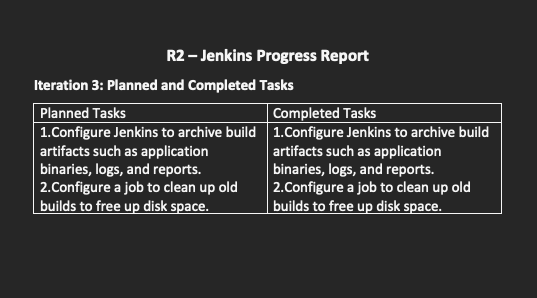 R2 – Jenkins Progress Report
Iteration 3: Planned and Completed Tasks
Planned Tasks
1.Configure Jenkins to archive build
artifacts such as application
binaries, logs, and reports.
2.Configure a job to clean up old
builds to free up disk space.
Completed Tasks
1.Configure Jenkins to archive build
artifacts such as application
binaries, logs, and reports.
2.Configure a job to clean up old
builds to free up disk space.